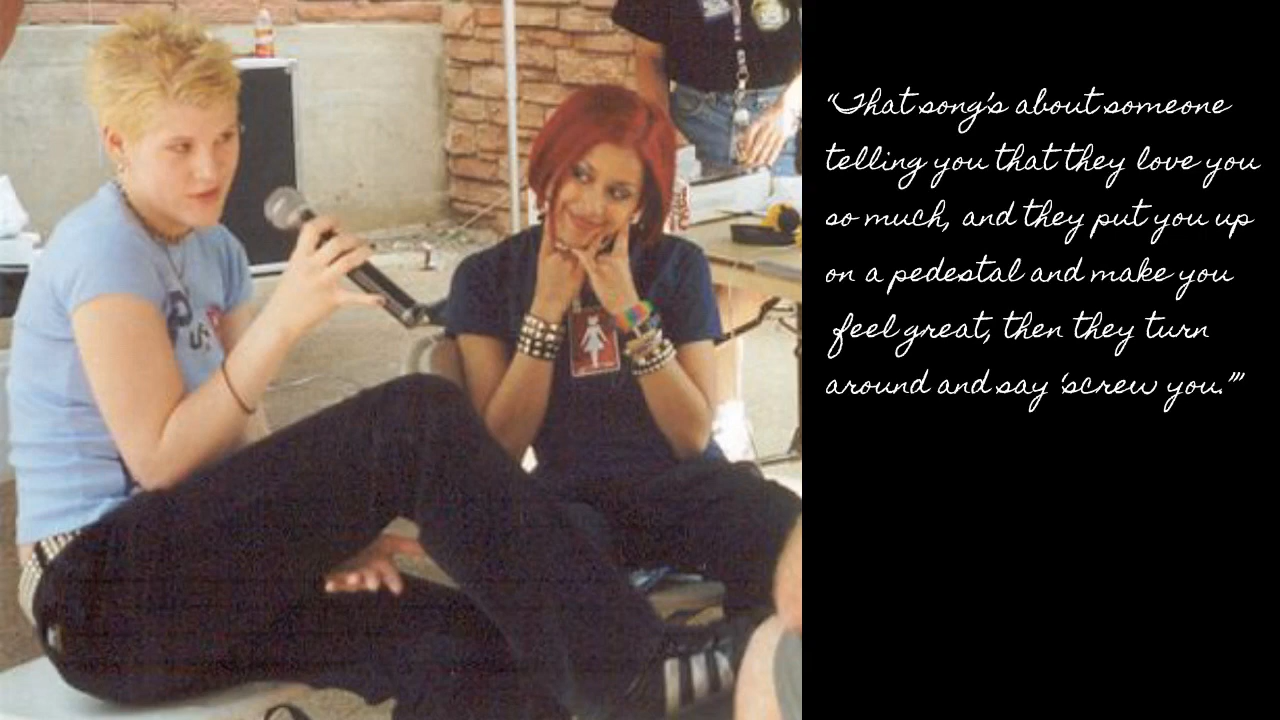 “That song's about someone
telling you that they love you
so much, and they put you up
on a pedestal and make you
feel great, then they turn
around and say 'screw you.'”